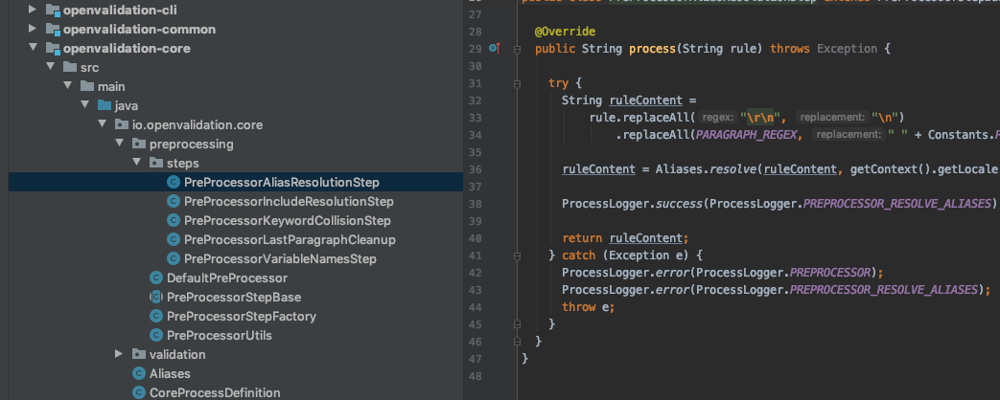 openvalidation-cli
openvalidation-common
openvalidation-core
src
main
java
io.openvalidation.core
preprocessing
steps
PreProcessorAliasResolutionStep
PreProcessorIncludeResolutionStep
PreProcessorKeywordCollisionStep
PreProcessorLastParagraphCleanup
PreProcessorVariableNamesStep
DefaultPreProcessor
PreProcessorStepBase
PreProcessorStepFactory
PreProcessorUtils
validation
Aliases
CoreProcessDefinition
27
28 @Override
29 public String process(String rule) throws Exception {
30
31 try {
32 String ruleContent =
33 rule.replaceAll( regex: "\r\n", replacement: "\n")
34 .replaceAll(PARAGRAPH_REGEX, replacement: " " + Constants.P
35
36 ruleContent = Aliases.resolve(ruleContent, getContext().getLocale
37
38 ProcessLogger.success(ProcessLogger.PREPROCESSOR_RESOLVE_ALIASES)
39
40 return ruleContent;
41 } catch (Exception e) {
42 ProcessLogger.error(ProcessLogger.PREPROCESSOR);
43 ProcessLogger.error(ProcessLogger.PREPROCESSOR_RESOLVE_ALIASES);
44 throw e;
45 }
46 }
47 }
48